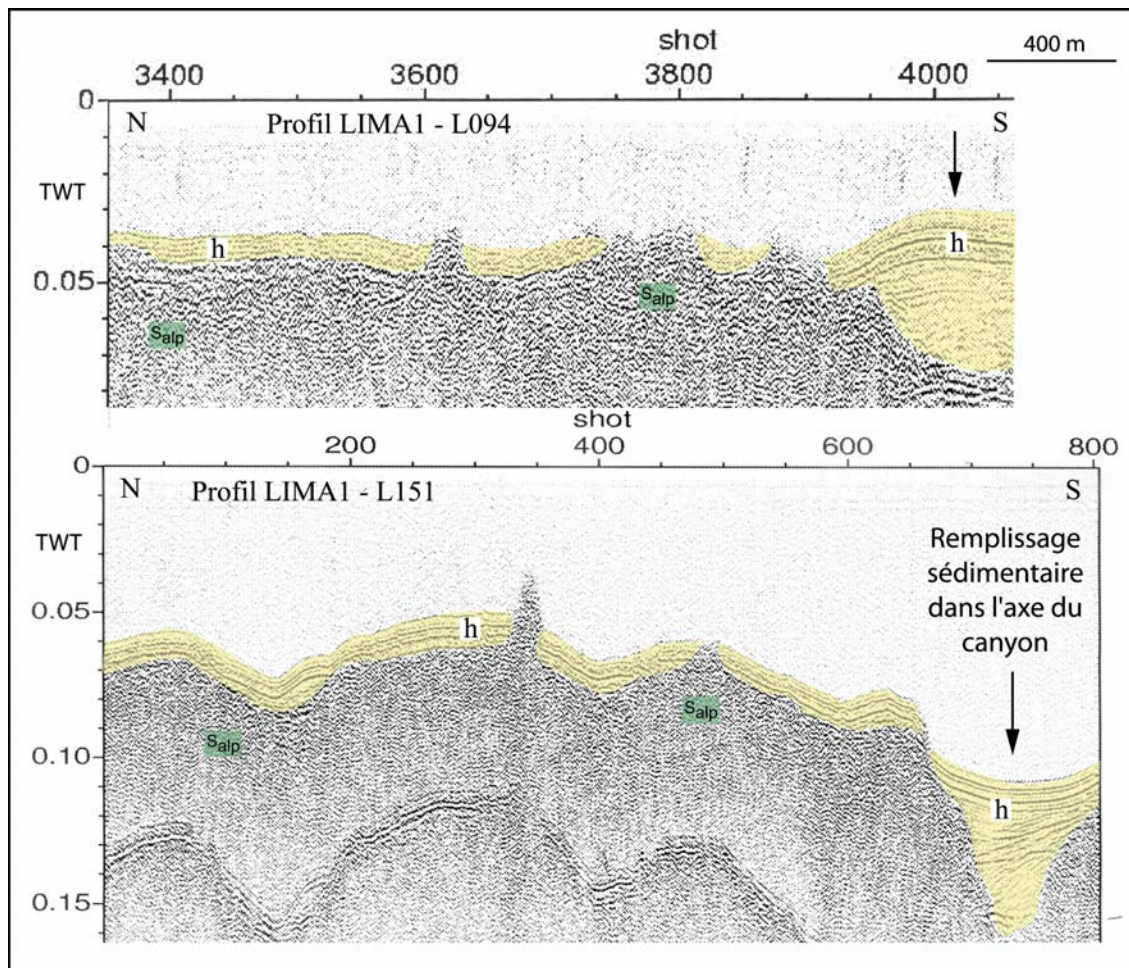 shot
400 m
3400 3600 3800 4000
0
N Profil LIMA1 - L094 S
TWT
h
h
0.05
Salp
Salp
shot
200 400 600 800
0
N Profil LIMA1 - L151 S
TWT
Remplissage
sédimentaire
dans l'axe du
canyon
0.05
h
Salp
Salp
0.10
h
0.15